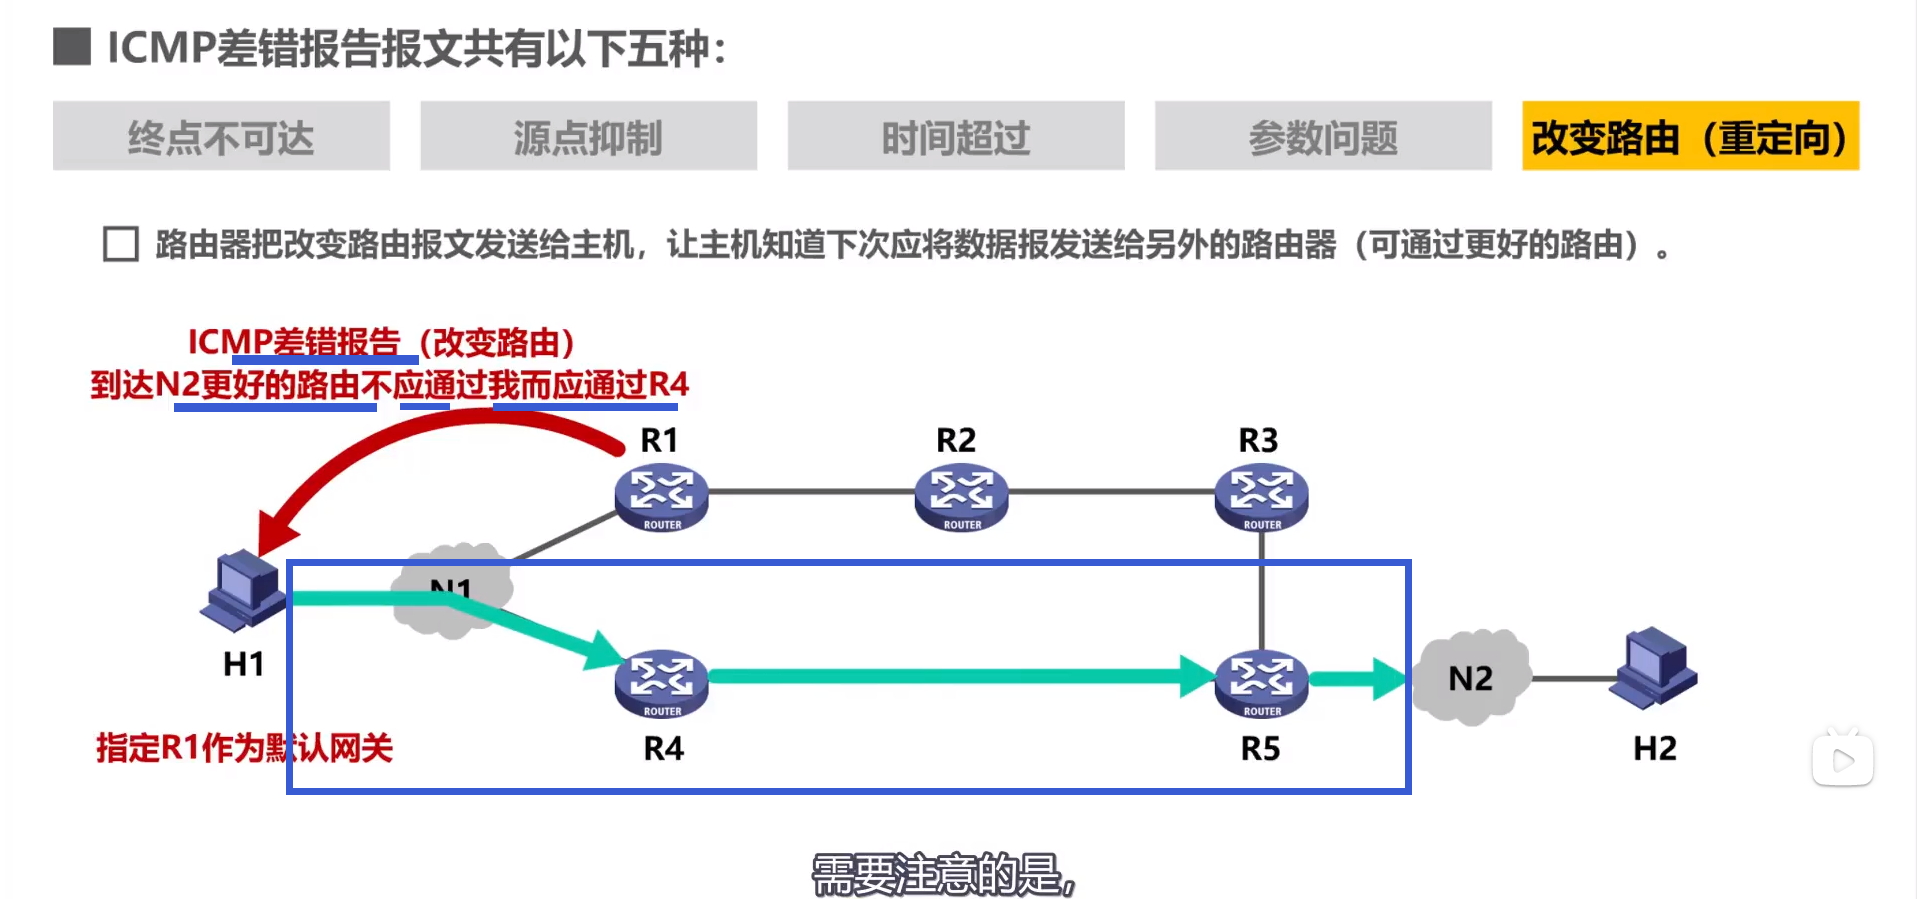 ICMP差错报告报文共有以下五种：
终点不可达
源点抑制
时间超过
参数问题
改变路由（重定向）
路由器把改变路由报文发送给主机，让主机知道下次应将数据报发送给另外的路由器（可通过更好的路由）。
ICMP差错报告（改变路由）
到达N2更好的路由不应通过我而应通过R4
R1
R2
R3
ROUTER
ROUTER
ROUTER
N1
H1
ROUTER
ROUTER
N2
指定R1作为默认网关
R4
R5
H2
需要注意的是，